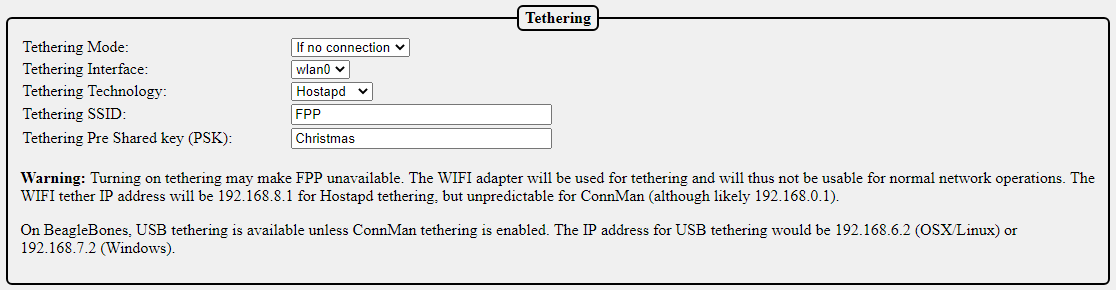 Tethering
Tethering Mode: If no connection
Tethering Interface: wlan0
Tethering Technology: Hostapd
Tethering SSID: FPP
Tethering Pre Shared key (PSK): Christmas
Warning: Turning on tethering may make FPP unavailable. The WIFI adapter will be used for tethering and will thus not be usable for normal network operations. The
WIFI tether IP address will be 192.168.8.1 for Hostapd tethering, but unpredictable for ConnMan (although likely 192.168.0.1).
On BeagleBones, USB tethering is available unless ConnMan tethering is enabled. The IP address for USB tethering would be 192.168.6.2 (OSX/Linux) or
192.168.7.2 (Windows).